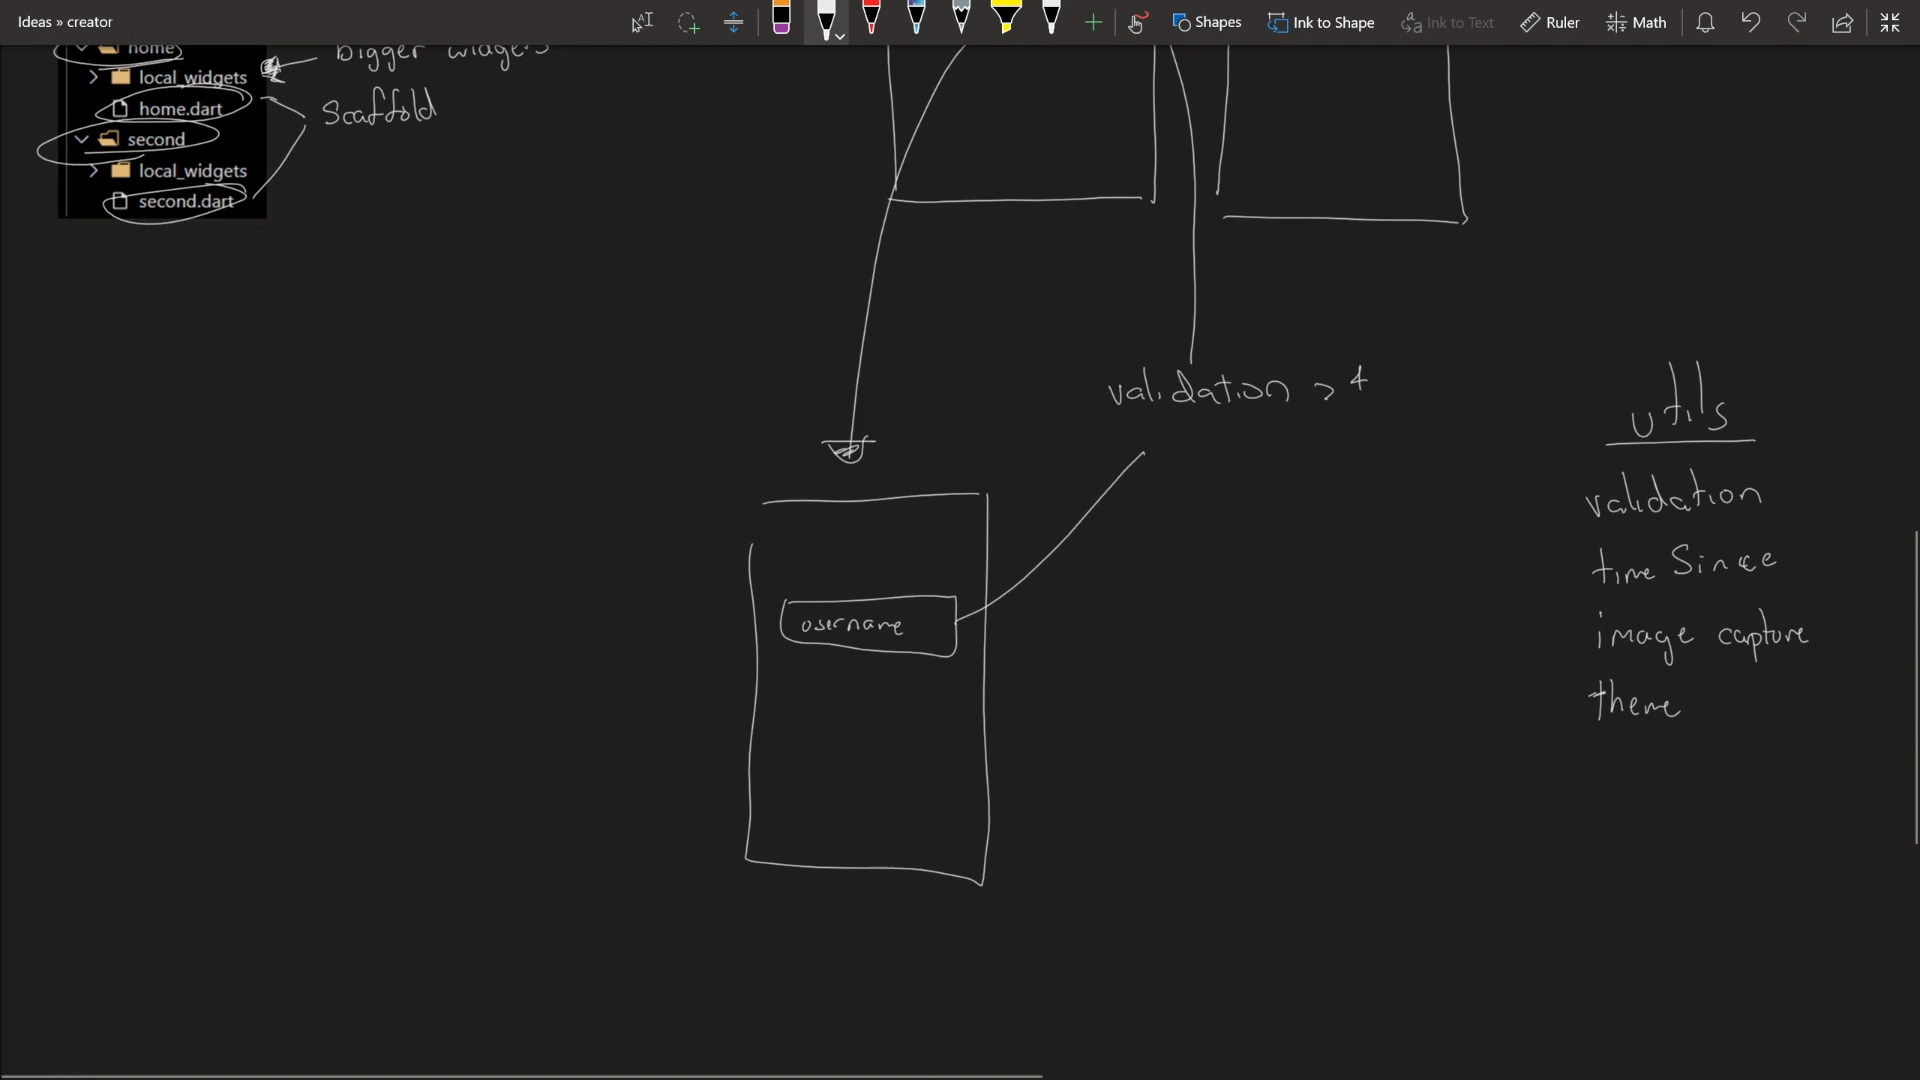 Ideas » creator
Shapes
Ink to Shape
Ink to Text
Ruler
Math
home
Bigger widgets
local_widgets
home.dart
Scaffold
second
local_widgets
second.dart
validation > 4
utils
validation
time Since
image capture
theme
username